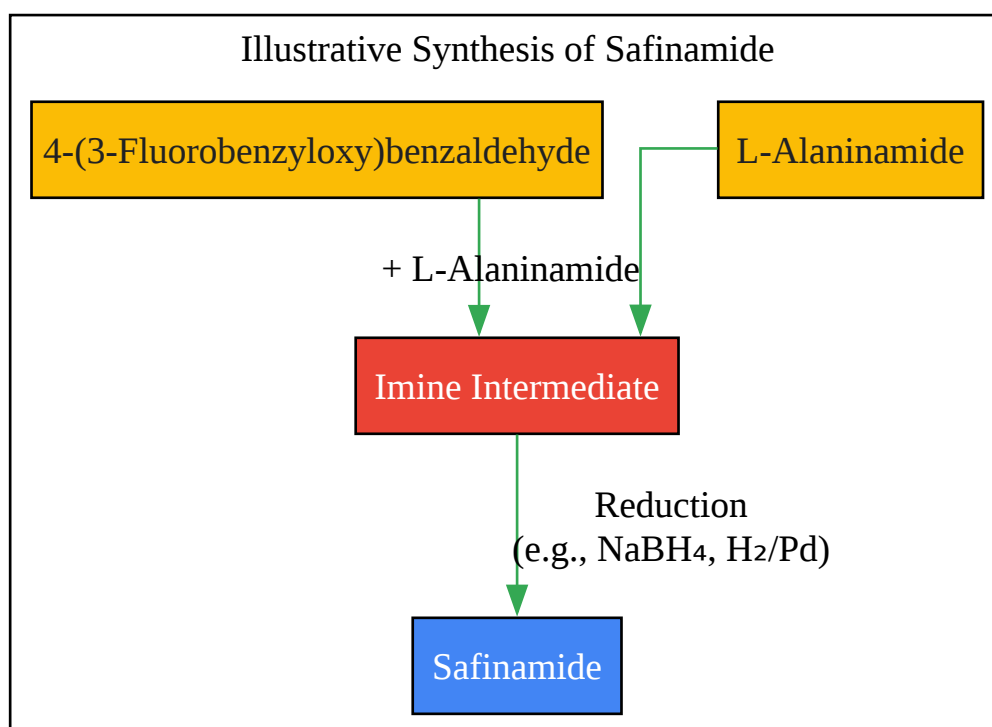 Illustrative Synthesis of Safinamide
4-(3-Fluorobenzyloxy)benzaldehyde
L-Alaninamide
+ L-Alaninamide
Imine Intermediate
Reduction
(e.g., NaBH₄, H₂/Pd)
Safinamide